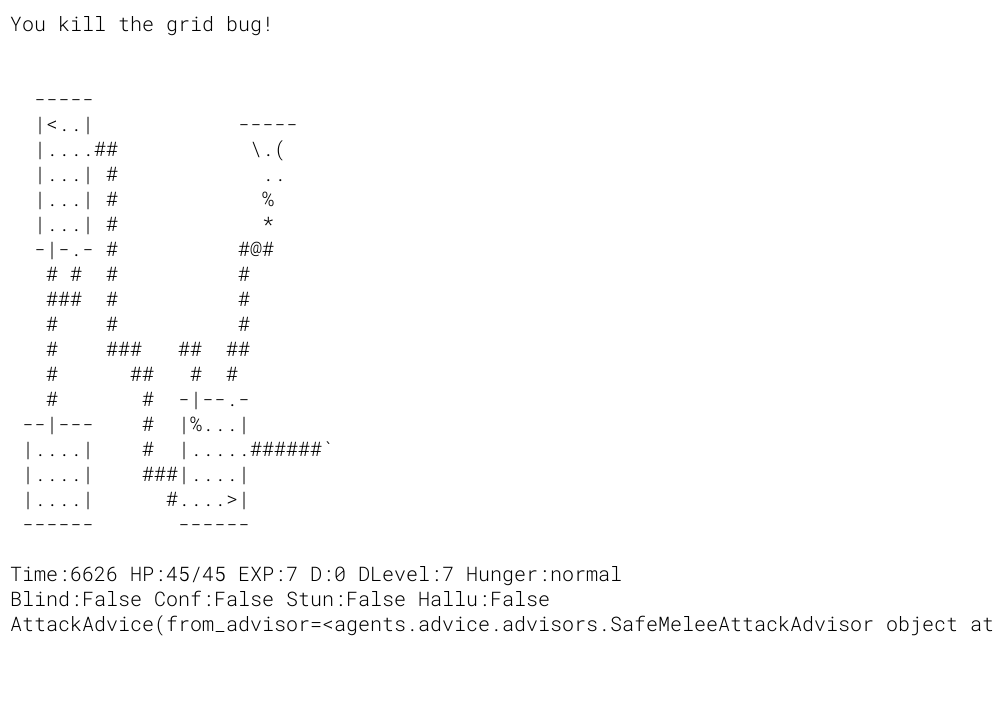 You kill the grid bug!

  -----
  |<..|            -----
  |....##           \.(
  |...| #            ..
  |...| #            %
  |...| #            *
  -|-.- #          #@#
   # #  #          #
   ###  #          #
   #    #          #
   #    ###   ##  ##
   #      ##   #  #
   #       #  -|--.-
 --|---    #  |%...|
 |....|    #  |.....######`
 |....|    ###|....|
 |....|      #....>|
 ------       ------

Time:6626 HP:45/45 EXP:7 D:0 DLevel:7 Hunger:normal
Blind:False Conf:False Stun:False Hallu:False
AttackAdvice(from_advisor=<agents.advice.advisors.SafeMeleeAttackAdvisor object at